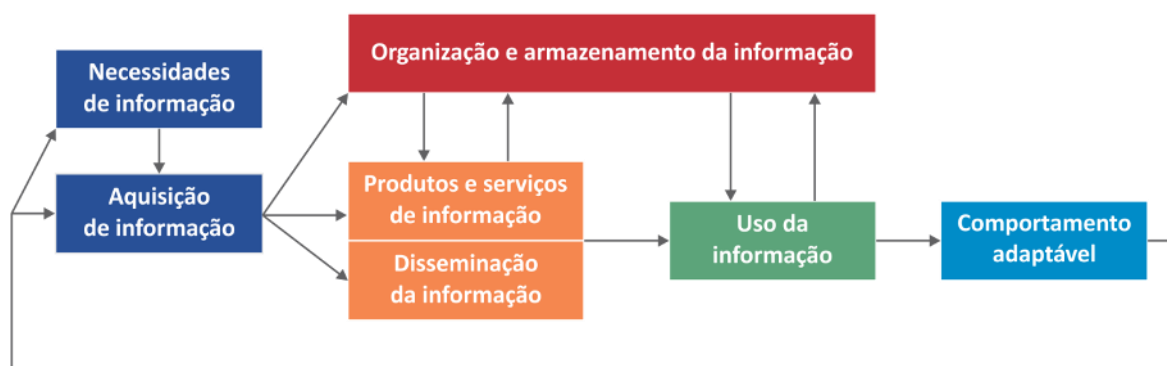 Organização e armazenamento da informação
Necessidades
de informação
Aquisição
de informação
Produtos e serviços
de informação
Disseminação
da informação
Uso da
informação
Comportamento
adaptável